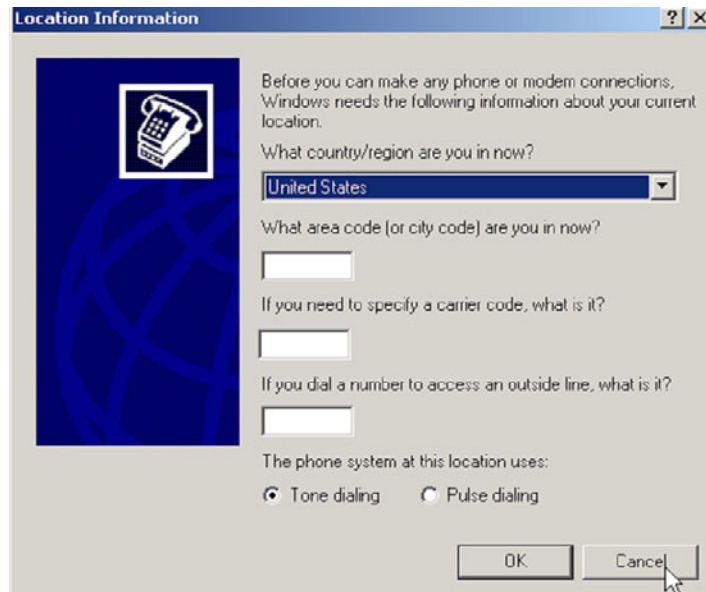 Location Information
Before you can make any phone or modem connections,
Windows needs the following information about your current
location.
What country/region are you in now?
United States
What area code (or city code) are you in now?
If you need to specify a carrier code, what is it?
If you dial a number to access an outside line, what is it?
The phone system at this location uses:
Tone dialing Pulse dialing
OK Cancel